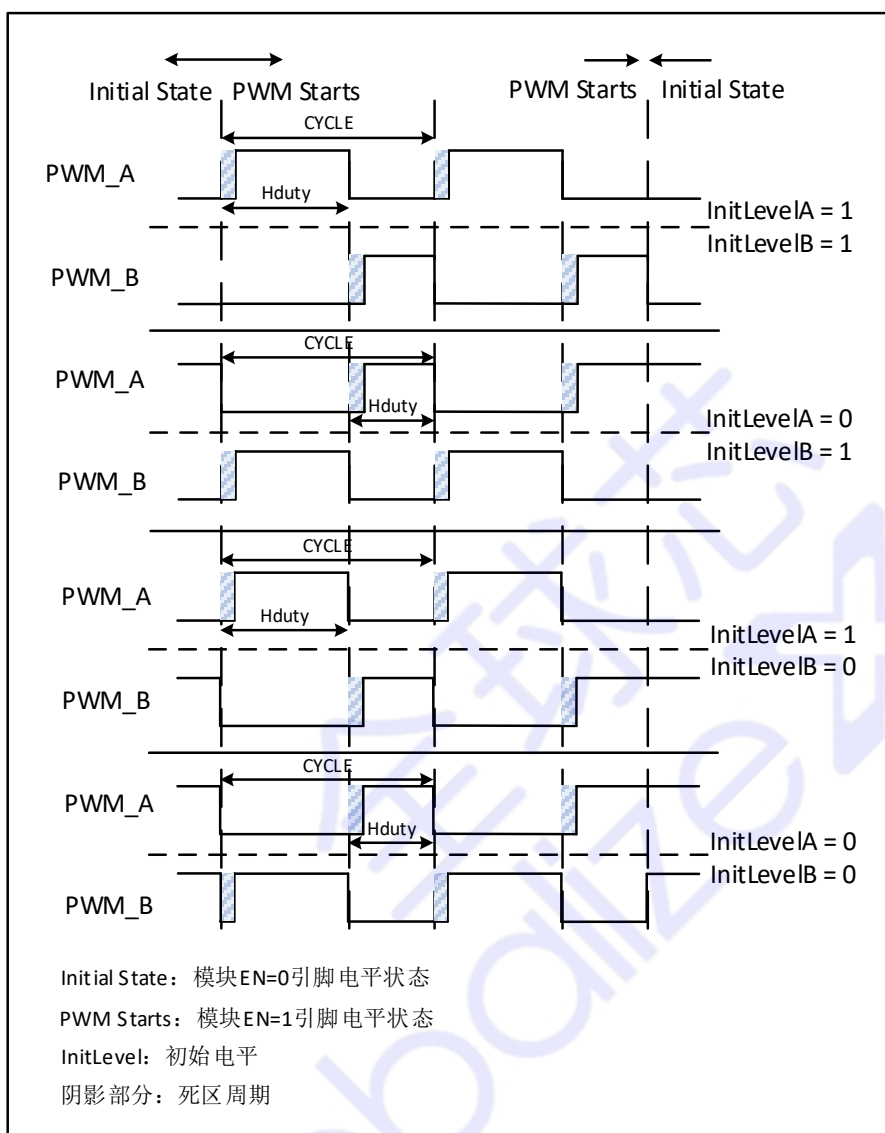 Initial State PWM Starts PWM Starts Initial State
CYCLE
PWM_A
Hduty
InitLevelA = 1
InitLevelB = 1
PWM_B
CYCLE
PWM_A
Hduty
InitLevelA = 0
InitLevelB = 1
PWM_B
CYCLE
PWM_A
Hduty
InitLevelA = 1
InitLevelB = 0
PWM_B
CYCLE
PWM_A
Hduty
InitLevelA = 0
InitLevelB = 0
PWM_B
Initial State：模块EN=0引脚电平状态
PWM Starts：模块EN=1引脚电平状态
InitLevel：初始电平
阴影部分：死区周期
全球芯
balize